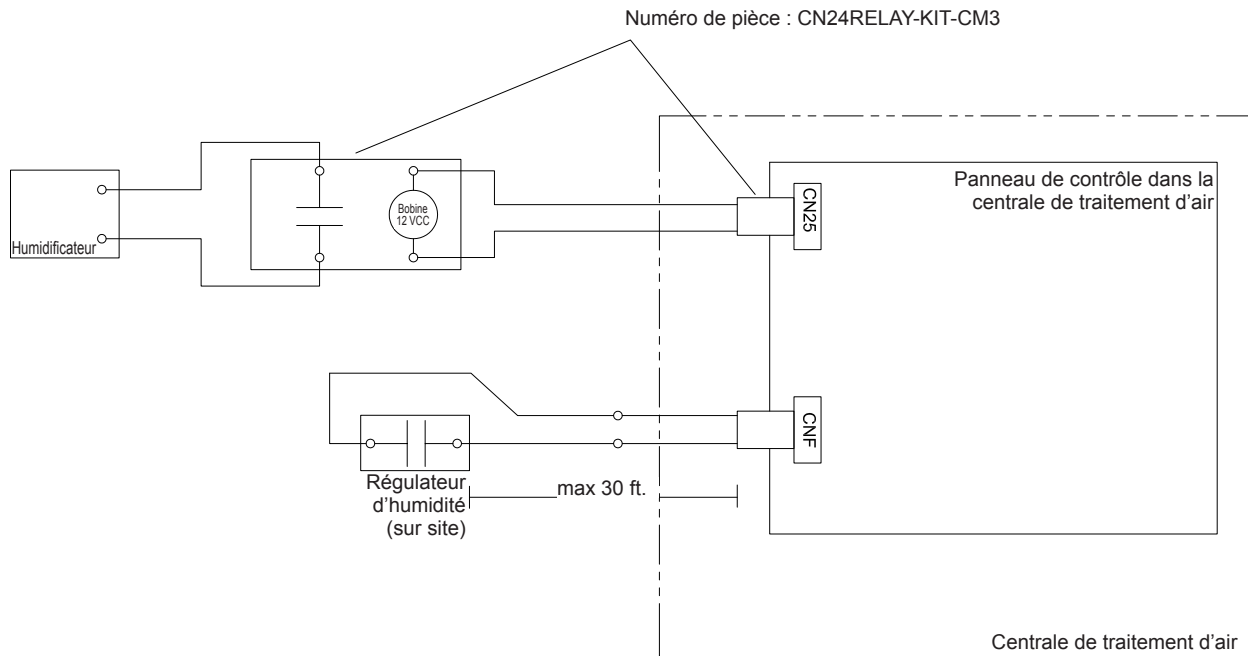 Numéro de pièce : CN24RELAY-KIT-CM3
Panneau de contrôle dans la
centrale de traitement d'air
CN25
Bobine
12 VCC
Humidificateur
CNF
Régulateur
d'humidité
(sur site)
max 30 ft.
Centrale de traitement d'air